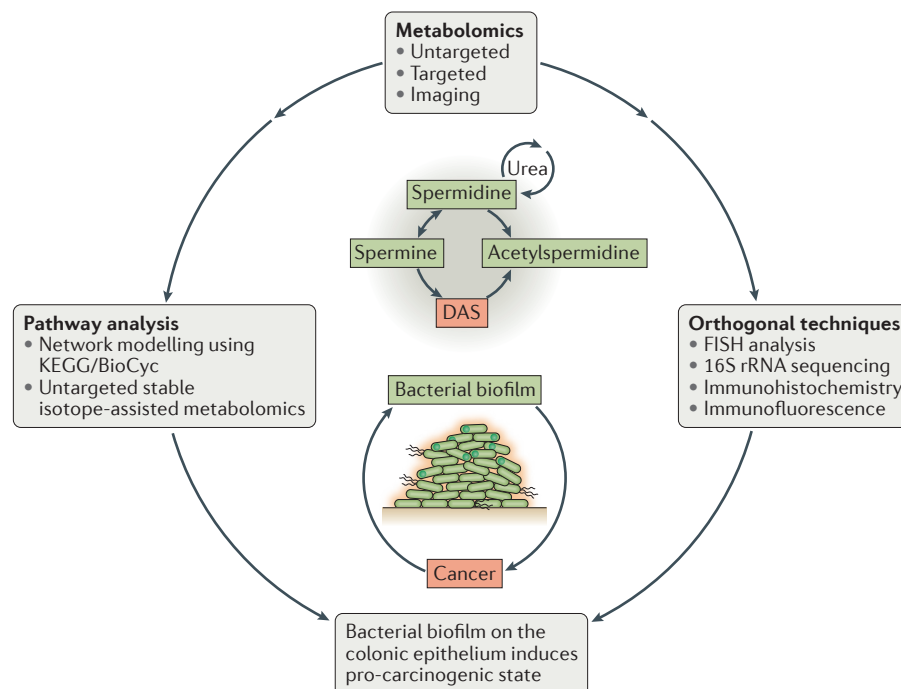 Metabolomics
• Untargeted
• Targeted
• Imaging
Urea
Spermidine
Spermine
Acetylspermidine
DAS
Pathway analysis
• Network modelling using
KEGG/BioCyc
• Untargeted stable
isotope-assisted metabolomics
Orthogonal techniques
• FISH analysis
• 16S rRNA sequencing
• Immunohistochemistry
• Immunofluorescence
Bacterial biofilm
Cancer
Bacterial biofilm on the
colonic epithelium induces
pro-carcinogenic state